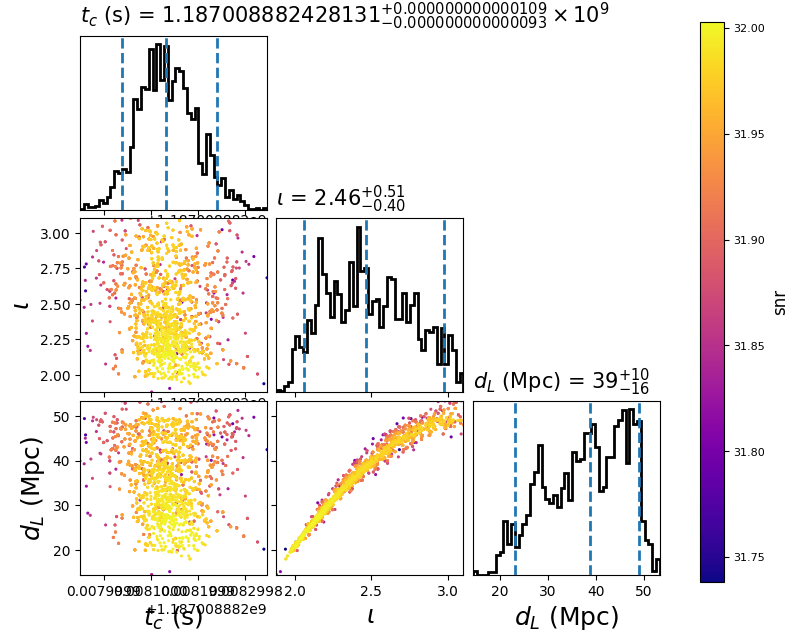 t_c (s) = 1.187008882428131^{+0.000000000000109}_{-0.000000000000093} × 10^9
32.00
31.95
31.90
31.85
31.80
31.75
snr
ι = 2.46^{+0.51}_{-0.40}
3.00
2.75
2.50
2.25
2.00
ι
d_L (Mpc) = 39^{+10}_{-16}
50
40
30
20
d_L (Mpc)
2.0 2.5 3.0
20 30 40 50
+1.187008882e9
t_c (s) ι d_L (Mpc)